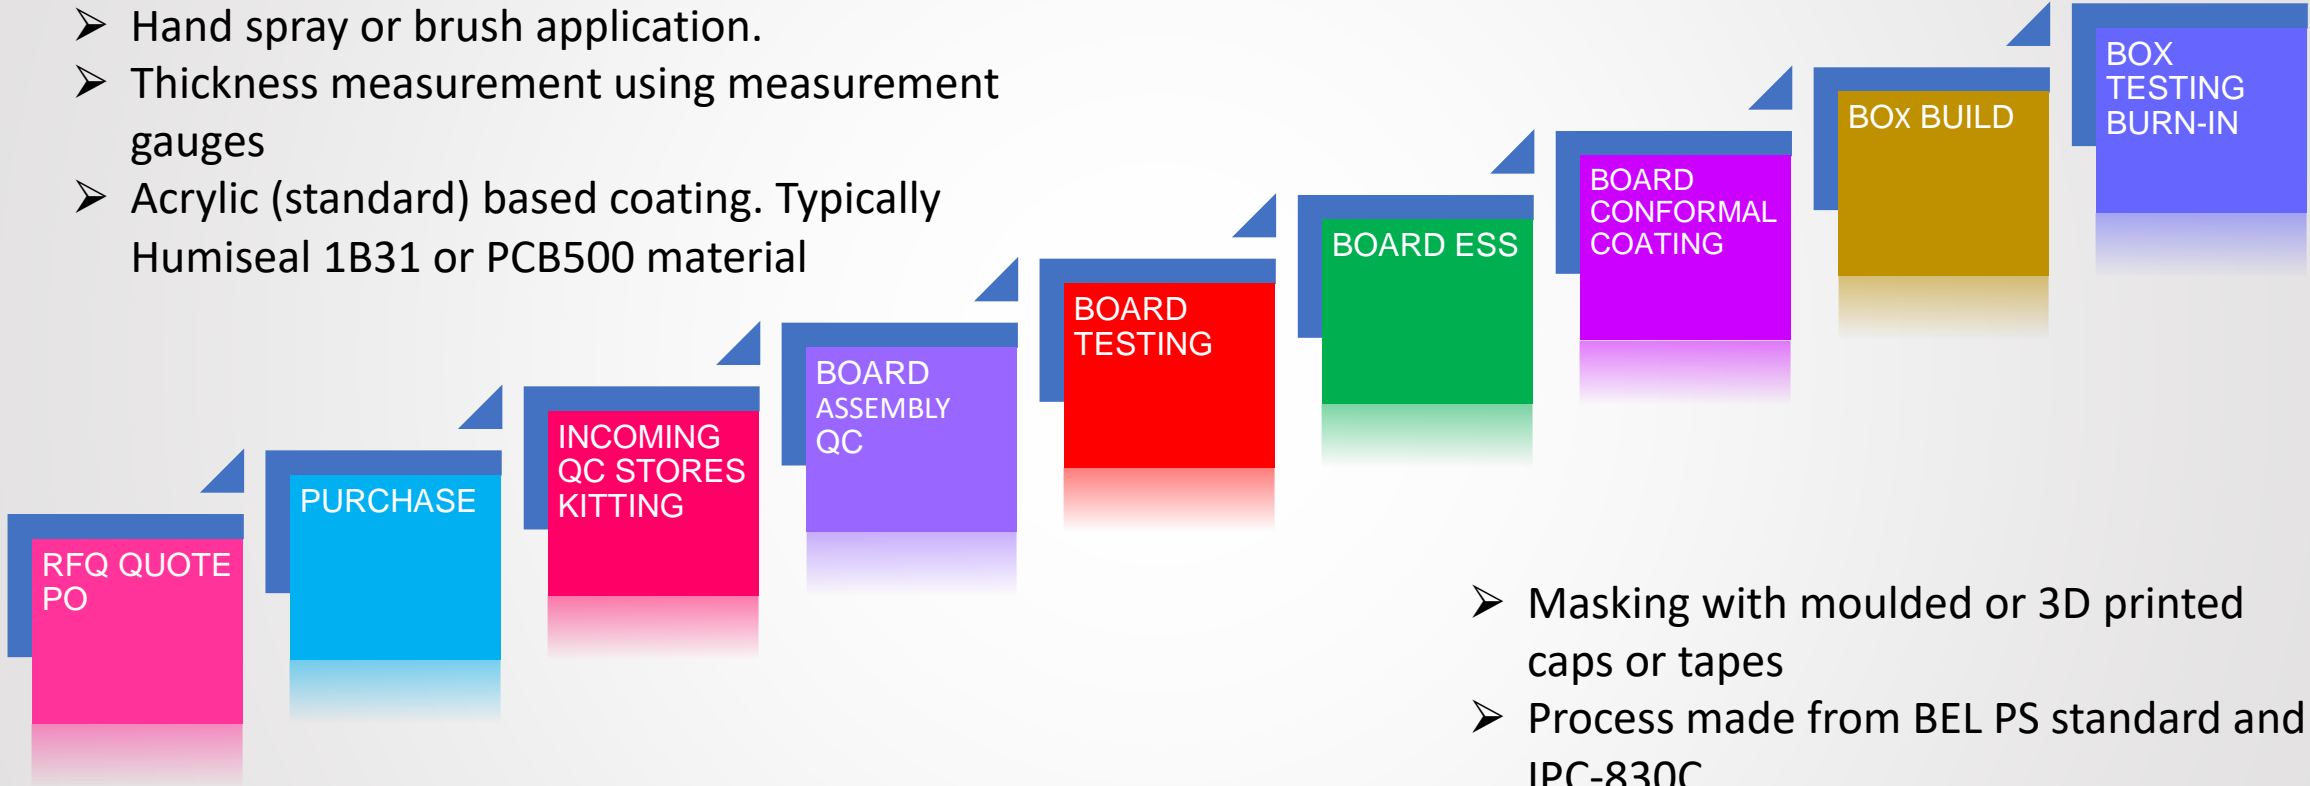 ➢ Hand spray or brush application.
➢ Thickness measurement using measurement
gauges
➢ Acrylic (standard) based coating. Typically
Humiseal 1B31 or PCB500 material
RFQ QUOTE
PO
PURCHASE
INCOMING
QC STORES
KITTING
BOARD
ASSEMBLY
QC
BOARD
TESTING
BOARD ESS
BOARD
CONFORMAL
COATING
BOX BUILD
BOX
TESTING
BURN-IN
➢ Masking with moulded or 3D printed
caps or tapes
➢ Process made from BEL PS standard and
IPC-830C